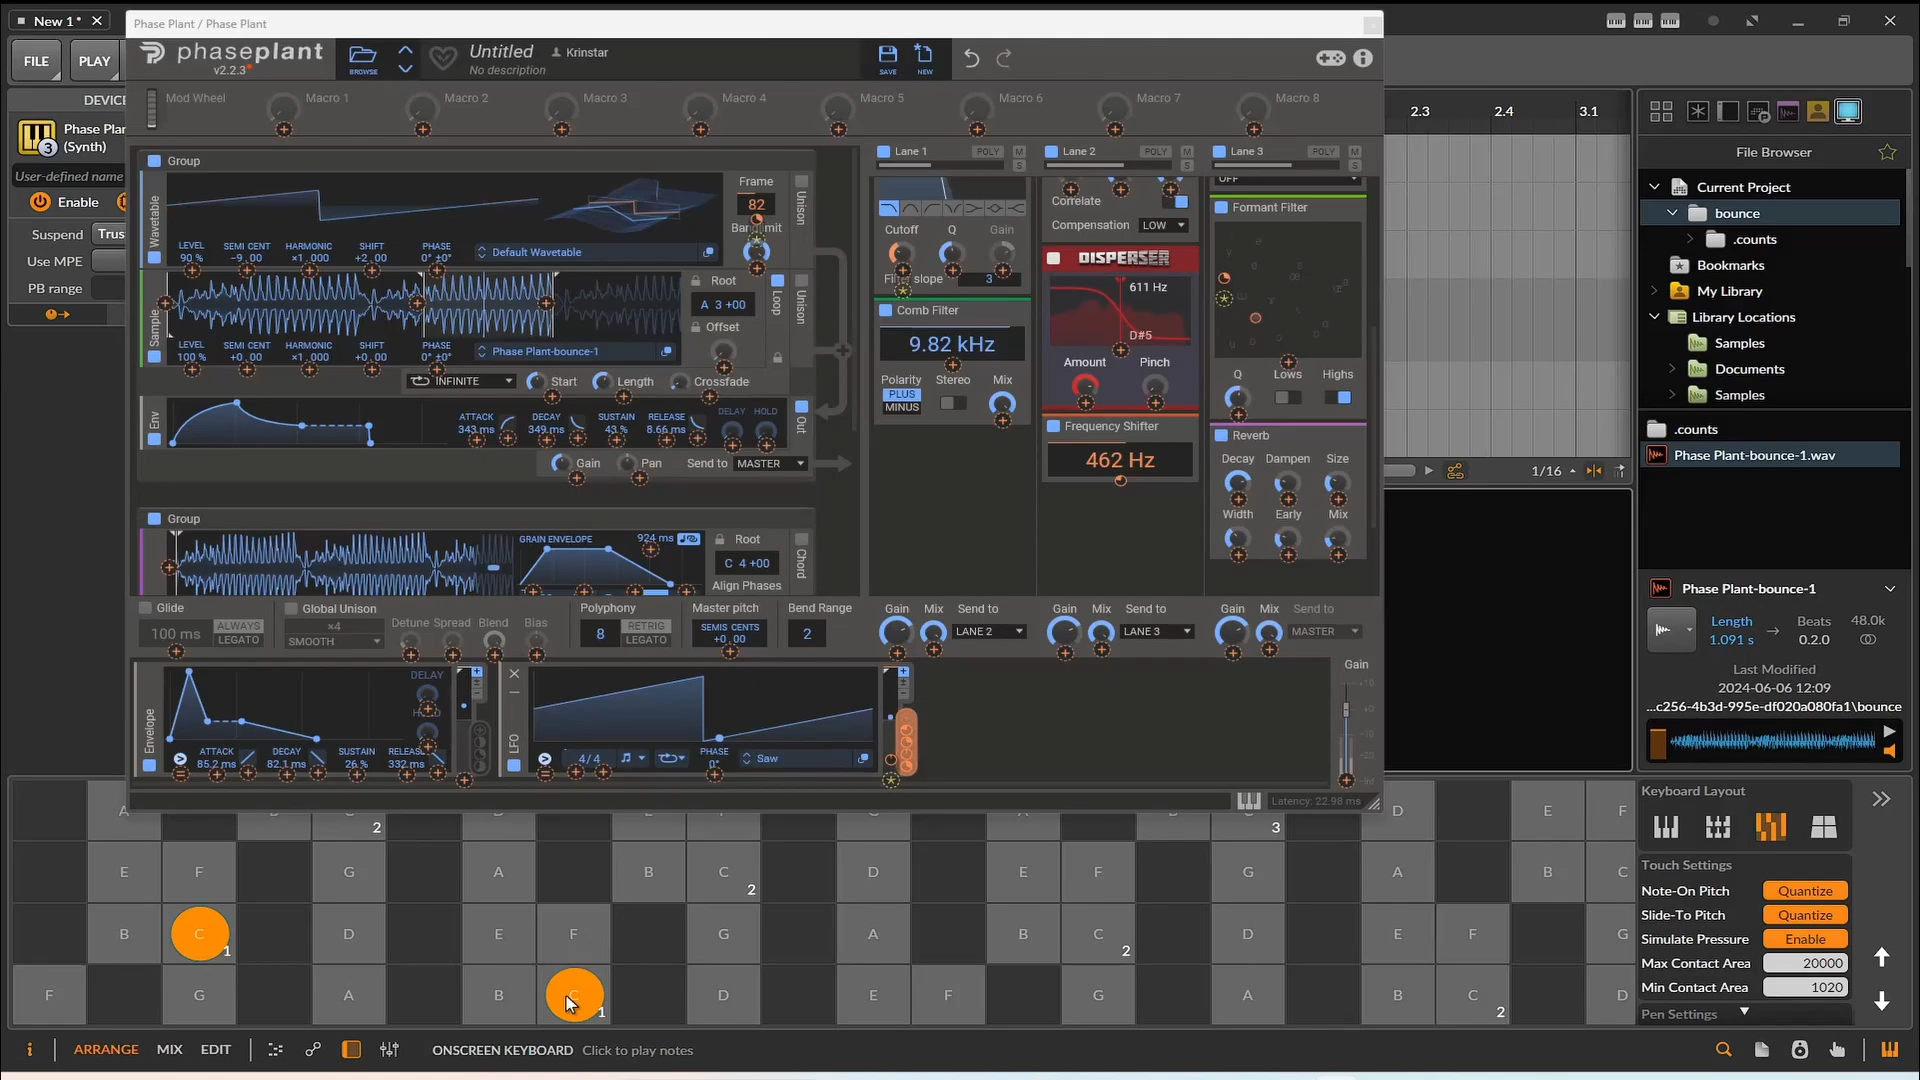 New 1* ×
Phase Plant / Phase Plant
FILE
PLAY
phaseplant
v2.2.3*
BROWSE
Untitled
Krinstar
No description
SAVE
NEW
Mod Wheel
Macro 1
Macro 2
Macro 3
Macro 4
Macro 5
Macro 6
Macro 7
Macro 8
2.3
2.4
3.1
DEVICE
Phase Plan
(Synth)
3
User-defined name
Enable
Suspend
Trus
Use MPE
PB range
Group
Wavetable
Frame
82
Unison
LEVEL
90 %
SEMI CENT
−9. 00
HARMONIC
×1. 000
SHIFT
+2. 00
PHASE
0° ±0°
Default Wavetable
Sample
Root
A 3 +00
Offset
Loop
Unison
LEVEL
100 %
SEMI CENT
+0. 00
HARMONIC
×1. 000
SHIFT
+0. 00
PHASE
0° ±0°
Phase Plant-bounce-1
INFINITE
Start
Length
Crossfade
Env
ATTACK
343 ms
DECAY
349 ms
SUSTAIN
43 %
RELEASE
8.66 ms
DELAY
HOLD
Out
Gain
Pan
Send to
MASTER
Group
GRAIN ENVELOPE
924 ms
Root
C 4 +00
Align Phases
Chord
Lane 1
POLY
M
S
Cutoff
Q
Gain
Filter slope
3
Comb Filter
9.82 kHz
Polarity
PLUS
MINUS
Stereo
Mix
Lane 2
POLY
M
S
Correlate
Compensation
LOW
DISPERSER
611 Hz
D#5
Amount
Pinch
Frequency Shifter
462 Hz
Lane 3
POLY
M
S
OFF
Formant Filter
Q
Lows
Highs
Reverb
Decay
Dampen
Size
Width
Early
Mix
Glide
100 ms
ALWAYS
LEGATO
Global Unison
×4
SMOOTH
Detune
Spread
Blend
Bias
Polyphony
8
RETRIG
LEGATO
Master pitch
SEMIS CENTS
+0. 00
Bend Range
2
Gain
Mix
Send to
LANE 2
Gain
Mix
Send to
LANE 3
Gain
Mix
Send to
MASTER
Envelope
DELAY
ATTACK
85.2 ms
DECAY
82.1 ms
SUSTAIN
26 %
RELEASE
332 ms
LFO
4/4
PHASE
0°
Saw
Gain
Latency: 22.98 ms
1/16
File Browser
Current Project
bounce
.counts
Bookmarks
My Library
Library Locations
Samples
Documents
Samples
.counts
Phase Plant-bounce-1.wav
Phase Plant-bounce-1
Length
1.091 s
Beats
0.2.0
48.0k
Last Modified
2024-06-06 12:09
...c256-4b3d-995e-df020a080fa1\bounce
2
3
D
E
F
E
F
G
A
B
C
2
D
E
F
G
A
B
C
B
C
1
D
E
F
G
A
B
C
2
D
E
F
G
F
G
A
B
C
1
D
E
F
G
A
B
C
2
D
Keyboard Layout
Touch Settings
Note-On Pitch
Quantize
Slide-To Pitch
Quantize
Simulate Pressure
Enable
Max Contact Area
20000
Min Contact Area
1020
Pen Settings
i
ARRANGE
MIX
EDIT
ONSCREEN KEYBOARD
Click to play notes